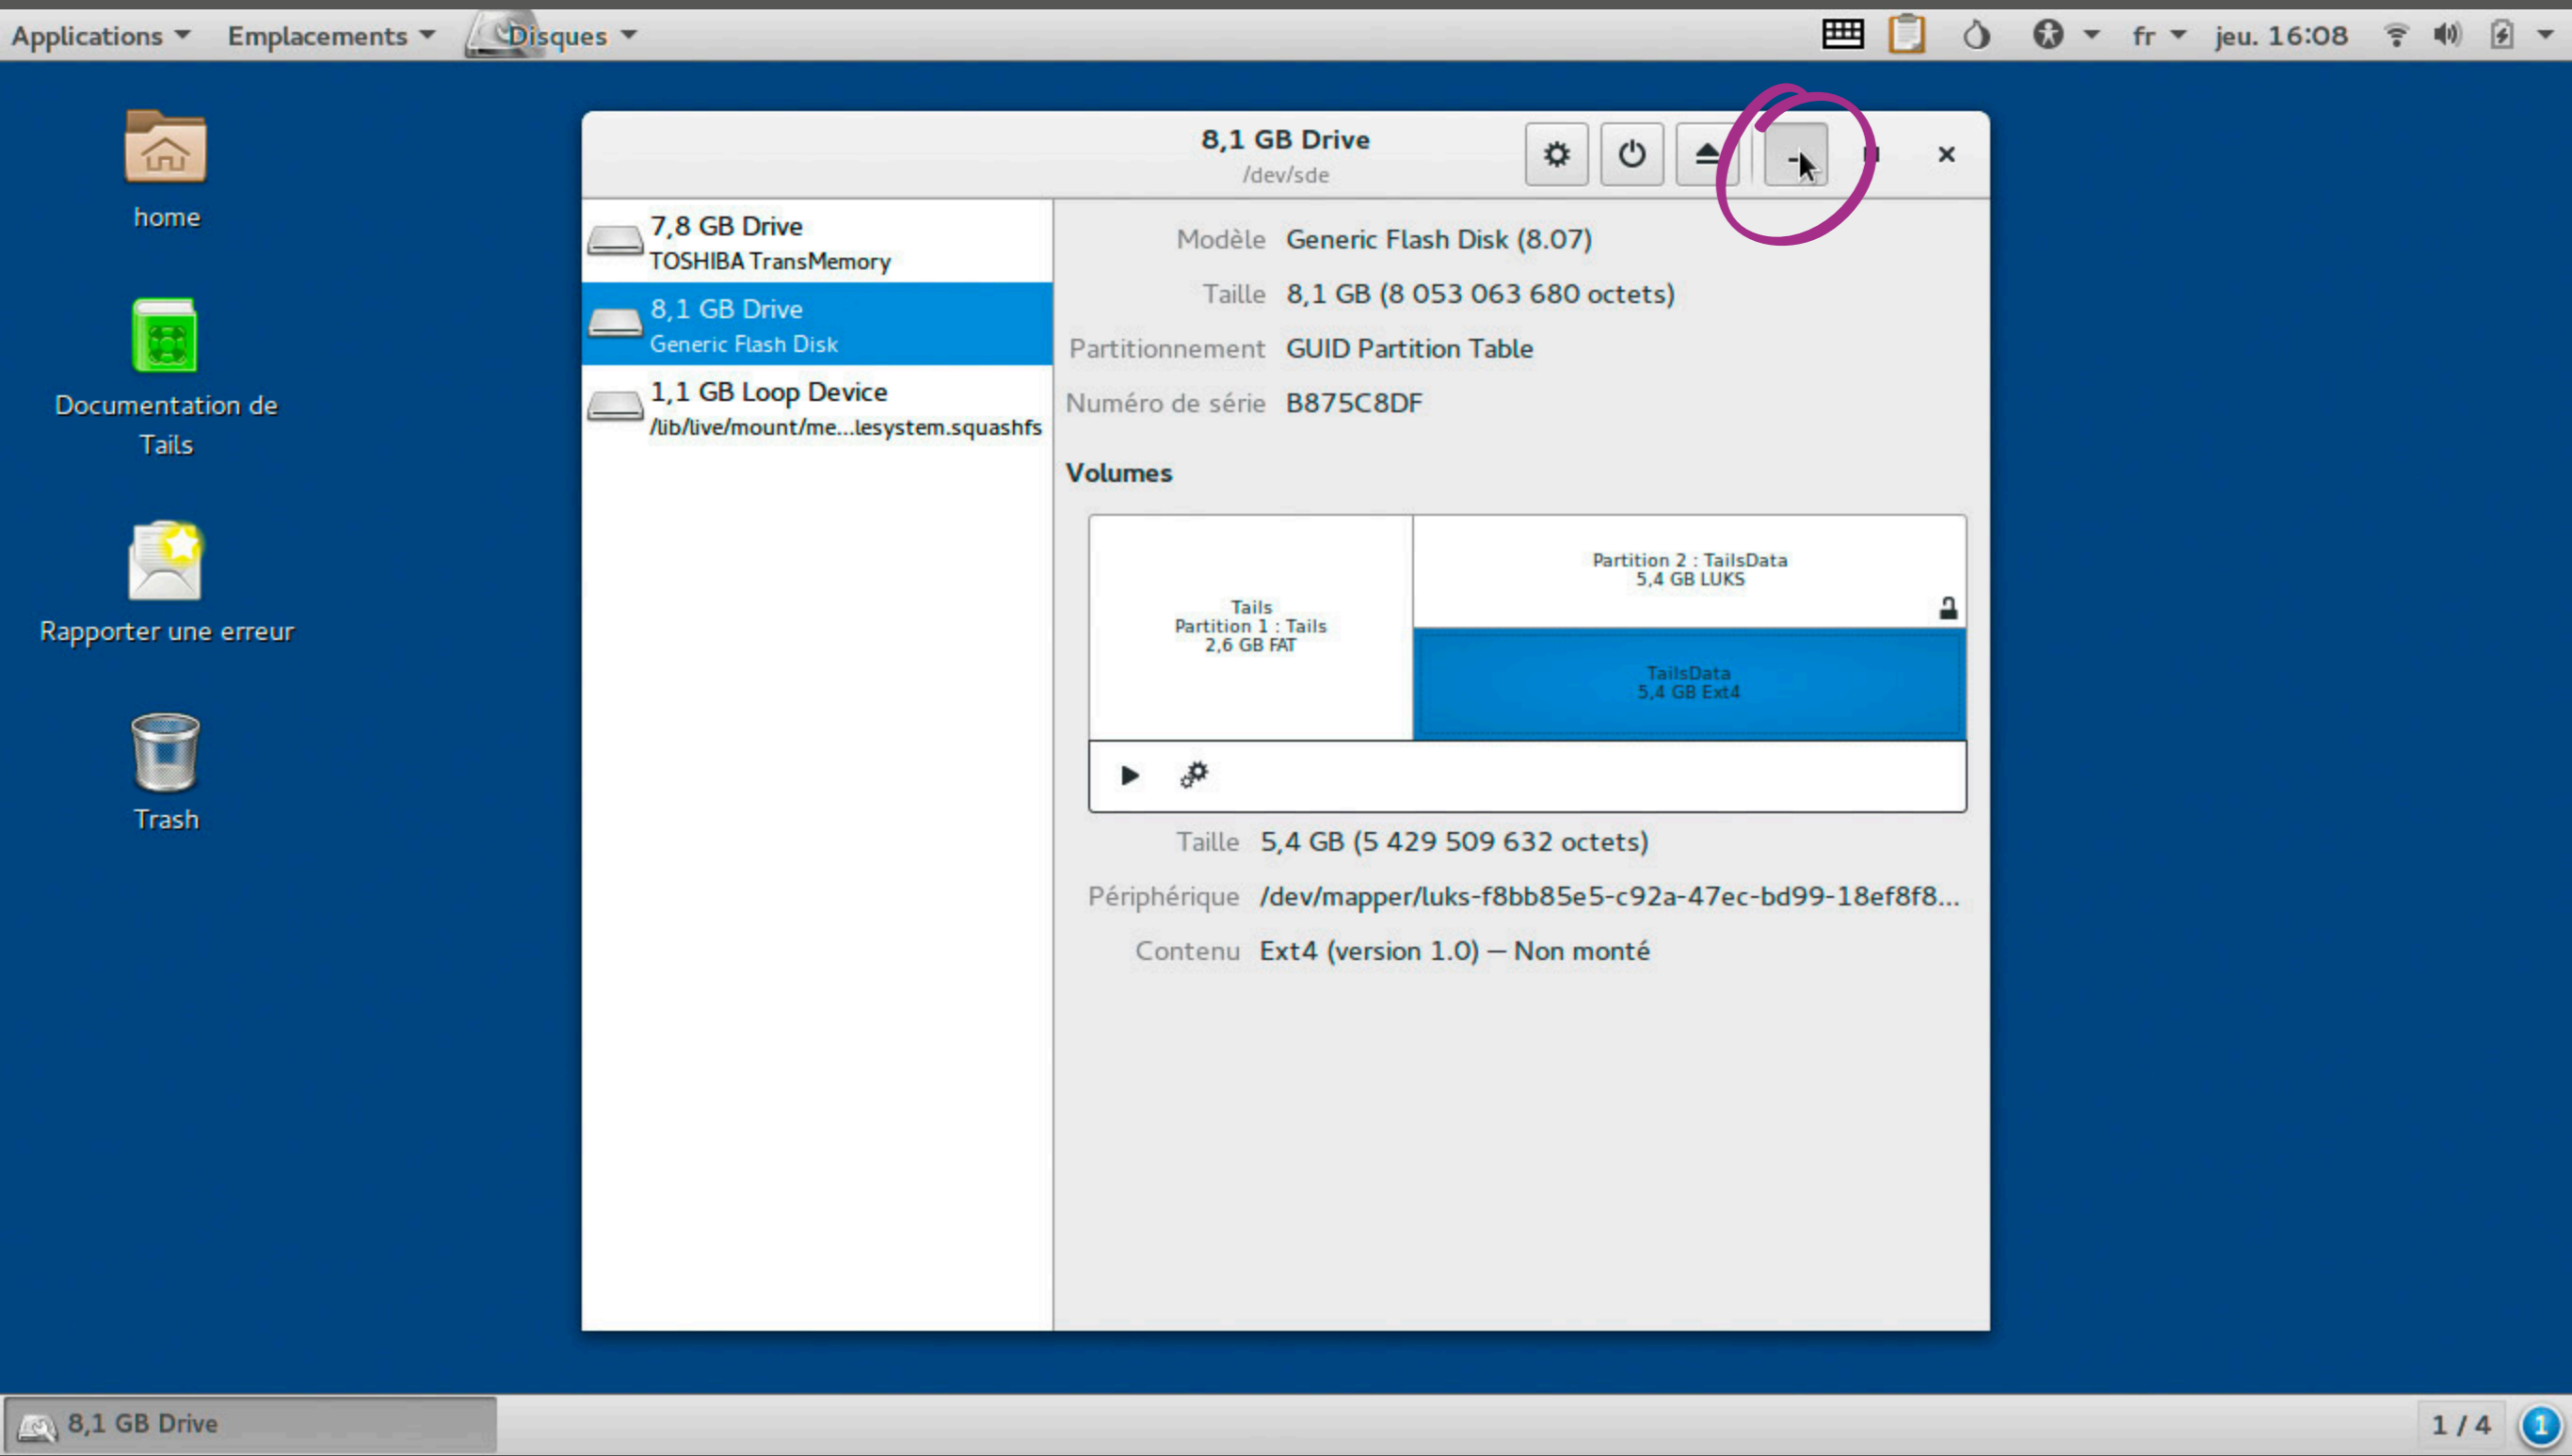 Applications Emplacements Disques fr jeu. 16:08
home
Documentation de
Tails
Rapporter une erreur
Trash
8,1 GB Drive
/dev/sde
7,8 GB Drive
TOSHIBA TransMemory
8,1 GB Drive
Generic Flash Disk
1,1 GB Loop Device
/lib/live/mount/me...lesystem.squashfs
Modèle Generic Flash Disk (8.07)
Taille 8,1 GB (8 053 063 680 octets)
Partitionnement GUID Partition Table
Numéro de série B875C8DF
Volumes
Tails
Partition 1 : Tails
2,6 GB FAT
Partition 2 : TailsData
5,4 GB LUKS
TailsData
5,4 GB Ext4
Taille 5,4 GB (5 429 509 632 octets)
Périphérique /dev/mapper/luks-f8bb85e5-c92a-47ec-bd99-18ef8f8...
Contenu Ext4 (version 1.0) — Non monté
8,1 GB Drive
1 / 4 1